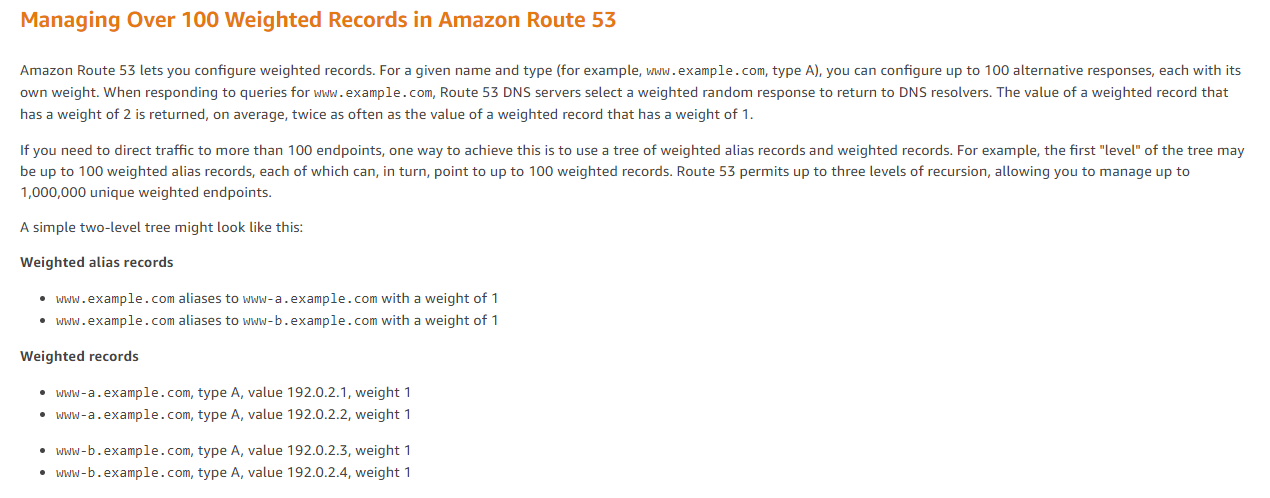 Managing Over 100 Weighted Records in Amazon Route 53
Amazon Route 53 lets you configure weighted records. For a given name and type (for example, www.example.com, type A), you can configure up to 100 alternative responses, each with its
own weight. When responding to queries for www.example.com, Route 53 DNS servers select a weighted random response to return to DNS resolvers. The value of a weighted record that
has a weight of 2 is returned, on average, twice as often as the value of a weighted record that has a weight of 1.
If you need to direct traffic to more than 100 endpoints, one way to achieve this is to use a tree of weighted alias records and weighted records. For example, the first "level" of the tree may
be up to 100 weighted alias records, each of which can, in turn, point to up to 100 weighted records. Route 53 permits up to three levels of recursion, allowing you to manage up to
1,000,000 unique weighted endpoints.
A simple two-level tree might look like this:
Weighted alias records
• www.example.com aliases to www-a.example.com with a weight of 1
• www.example.com aliases to www-b.example.com with a weight of 1
Weighted records
• www-a.example.com, type A, value 192.0.2.1, weight 1
• www-a.example.com, type A, value 192.0.2.2, weight 1
• www-b.example.com, type A, value 192.0.2.3, weight 1
• www-b.example.com, type A, value 192.0.2.4, weight 1